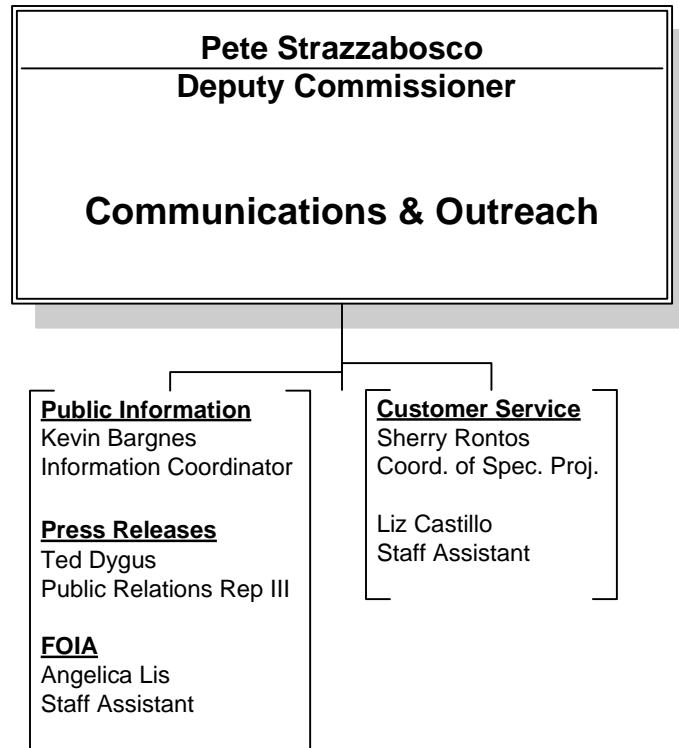 Pete Strazzabosco
Deputy Commissioner
Communications & Outreach
Public Information
Kevin Bargnes
Information Coordinator
Press Releases
Ted Dygus
Public Relations Rep III
FOIA
Angelica Lis
Staff Assistant
Customer Service
Sherry Rontos
Coord. of Spec. Proj.
Liz Castillo
Staff Assistant